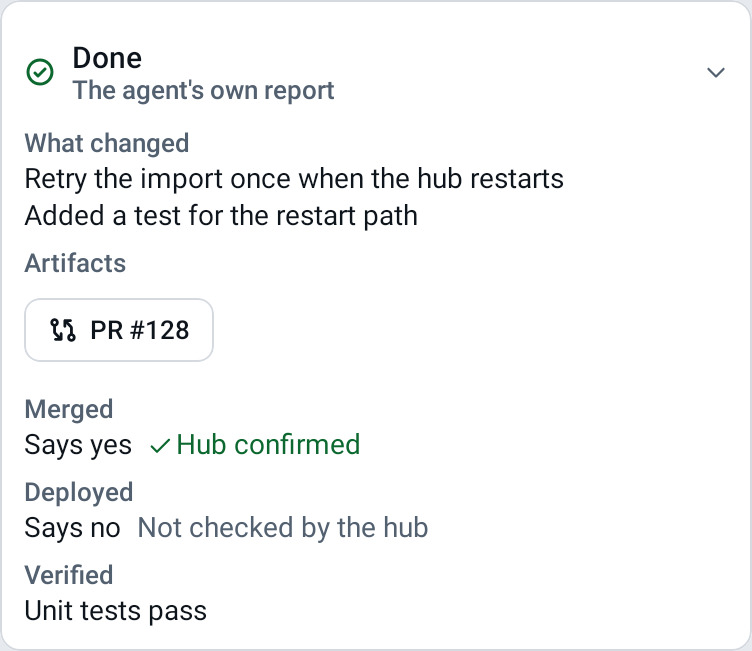 Done
The agent's own report
What changed
Retry the import once when the hub restarts
Added a test for the restart path
Artifacts
PR #128
Merged
Says yes Hub confirmed
Deployed
Says no Not checked by the hub
Verified
Unit tests pass